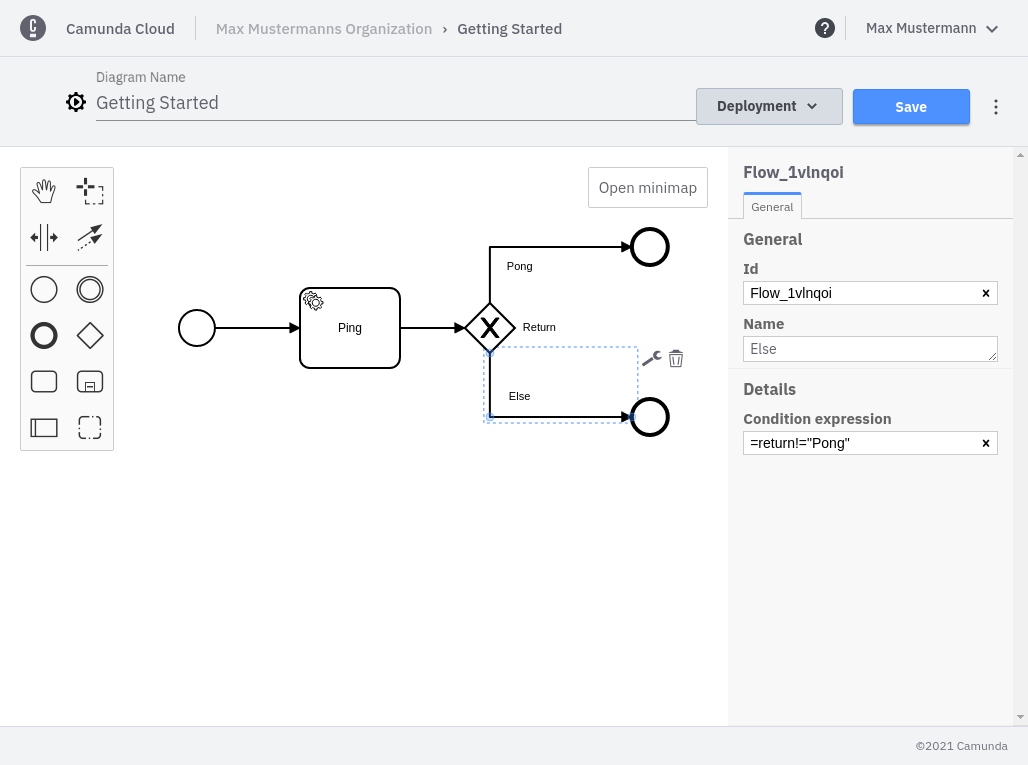 Camunda Cloud
Max Mustermanns Organization › Getting Started
Max Mustermann
Diagram Name
Getting Started
Deployment
Save
Open minimap
Pong
Ping
Return
Else
Flow_1vlnqoi
General
General
Id
Flow_1vlnqoi
Name
Else
Details
Condition expression
=return!="Pong"
©2021 Camunda